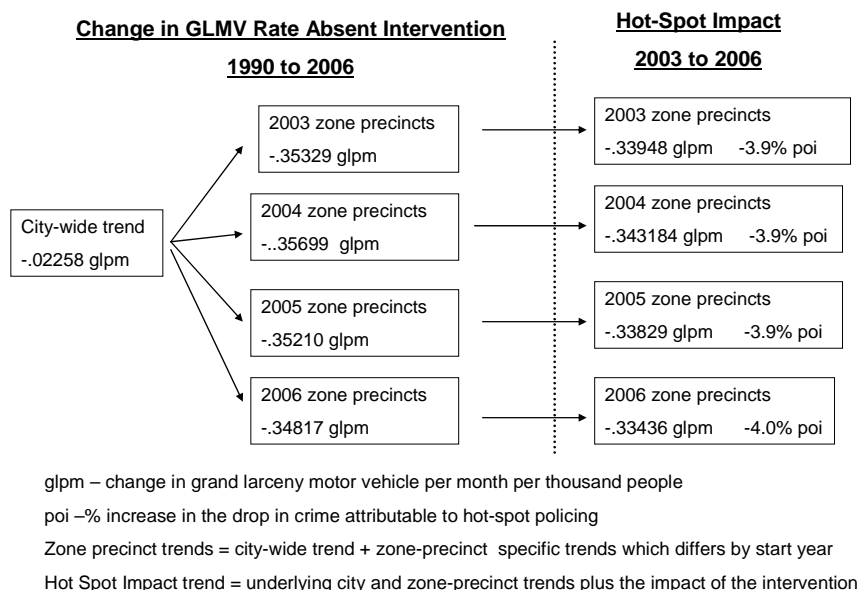 Change in GLMV Rate Absent Intervention
1990 to 2006
Hot-Spot Impact
2003 to 2006
City-wide trend
-.02258 glpm
2003 zone precincts
-.35329 glpm
2004 zone precincts
-..35699 glpm
2005 zone precincts
-.35210 glpm
2006 zone precincts
-.34817 glpm
2003 zone precincts
-.33948 glpm -3.9% poi
2004 zone precincts
-.343184 glpm -3.9% poi
2005 zone precincts
-.33829 glpm -3.9% poi
2006 zone precincts
-.33436 glpm -4.0% poi
glpm – change in grand larceny motor vehicle per month per thousand people
poi –% increase in the drop in crime attributable to hot-spot policing
Zone precinct trends = city-wide trend + zone-precinct specific trends which differs by start year
Hot Spot Impact trend = underlying city and zone-precinct trends plus the impact of the intervention